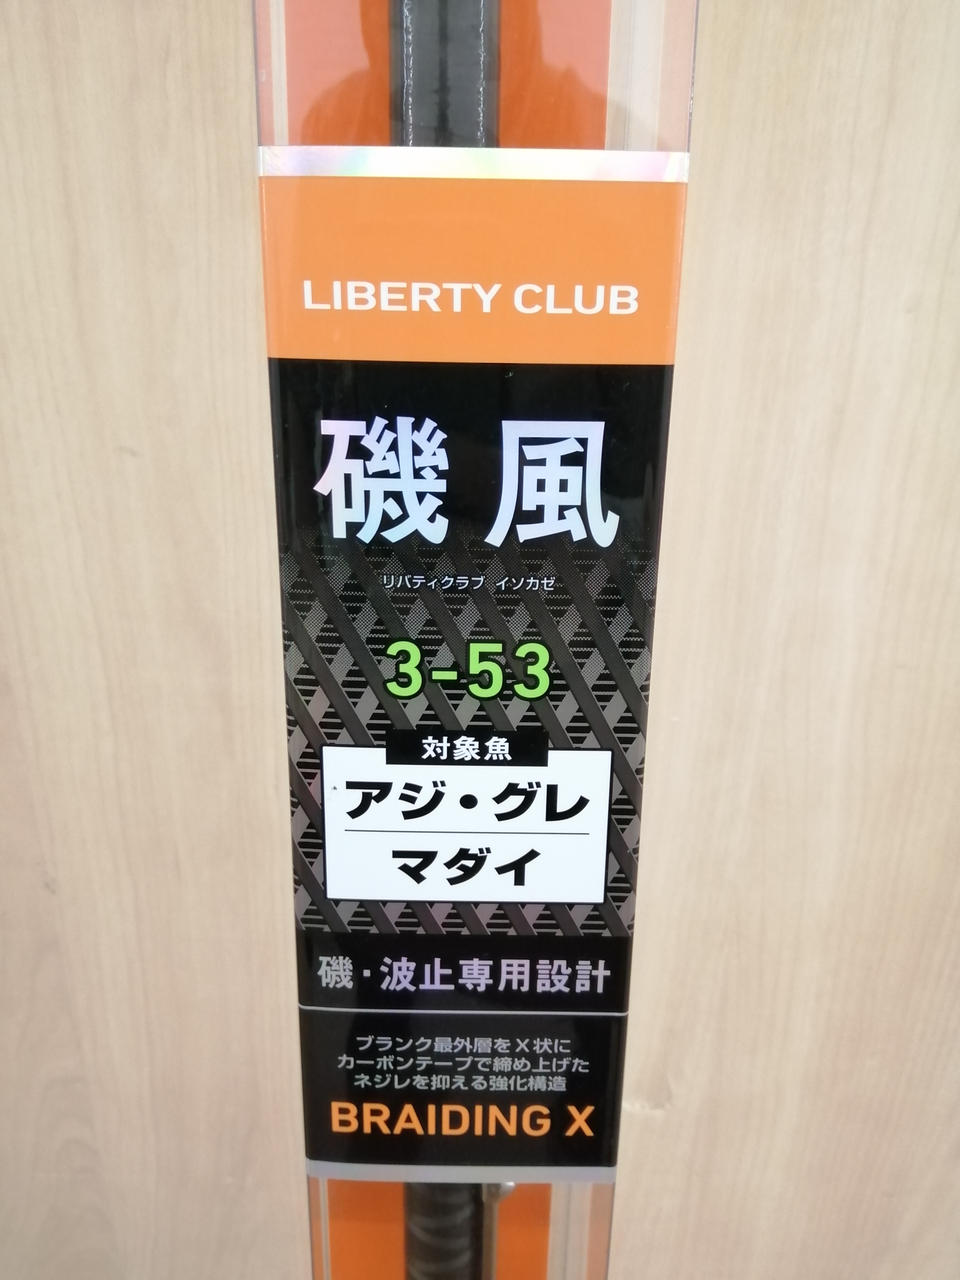 LIBERTY CLUB
磯風
リバティクラブ イソカゼ
3-53
対象魚
アジ・グレ
マダイ
磯・波止専用設計
ブランク最外層をX状に
カーボンテープで締め上げた
ネジレを抑える強化構造
BRAIDING X